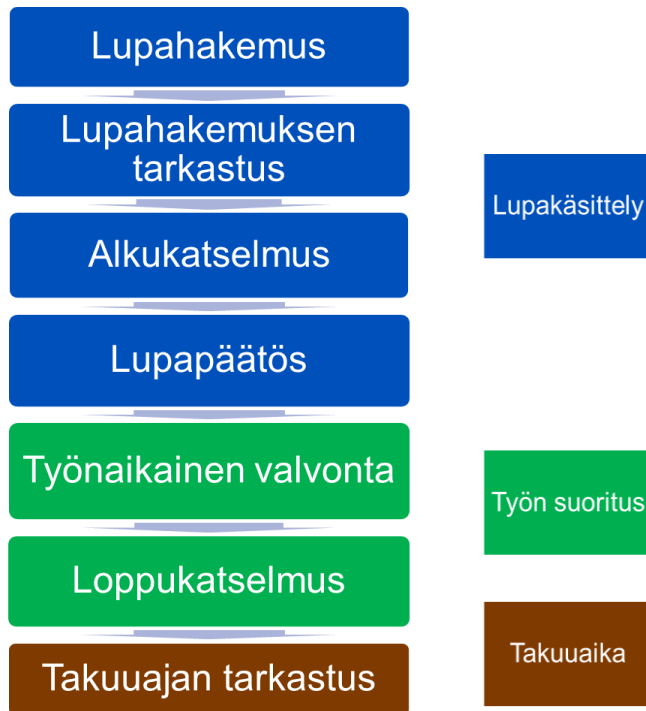 Lupahakemus
Lupahakemuksen
tarkastus
Alkukatselmus
Lupapäätös
Työnaikainen valvonta
Loppukatselmus
Takuuajan tarkastus
Lupakäsittely
Työn suoritus
Takuuaika